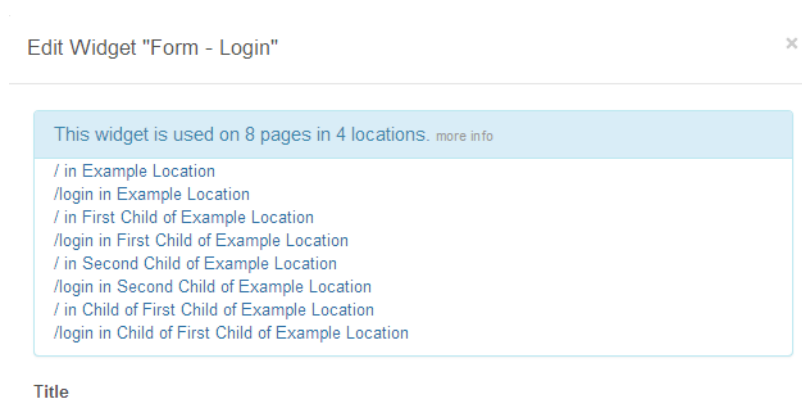 Edit Widget "Form - Login"
×
This widget is used on 8 pages in 4 locations. more info
/ in Example Location
/login in Example Location
/ in First Child of Example Location
/login in First Child of Example Location
/ in Second Child of Example Location
/login in Second Child of Example Location
/ in Child of First Child of Example Location
/login in Child of First Child of Example Location
Title